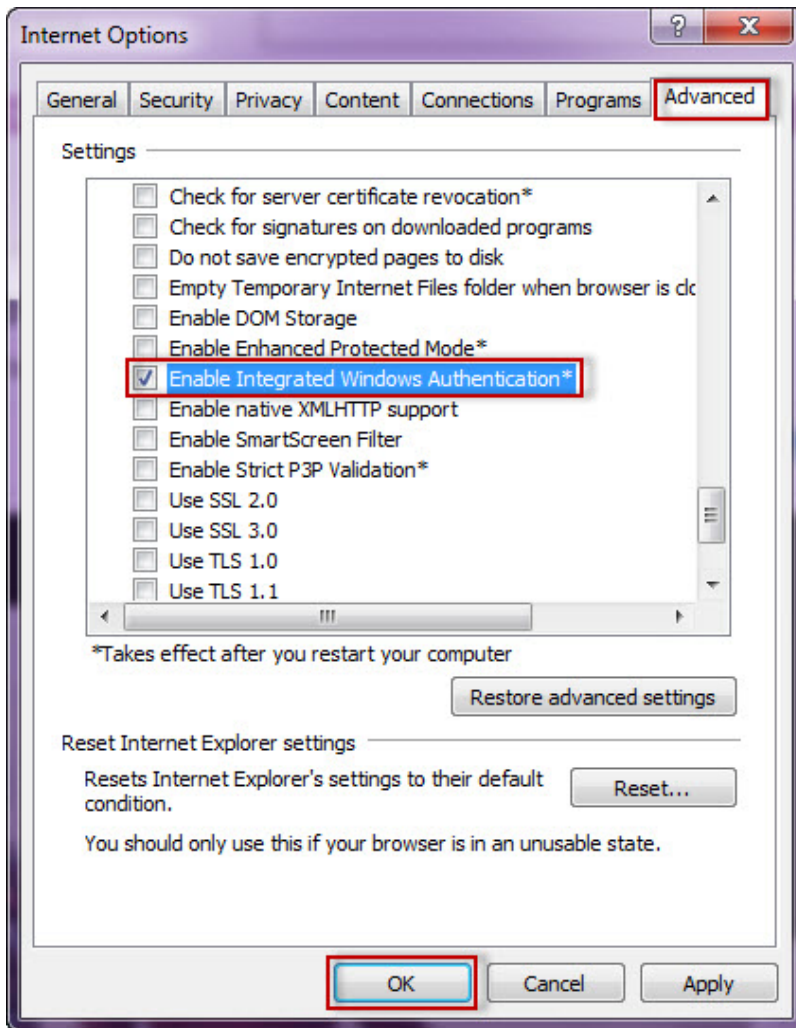 Internet Options
?
General Security Privacy Content Connections Programs Advanced
Settings
Check for server certificate revocation*
Check for signatures on downloaded programs
Do not save encrypted pages to disk
Empty Temporary Internet Files folder when browser is
Enable DOM Storage
Enable Enhanced Protected Mode*
Enable Integrated Windows Authentication*
Enable native XMLHTTP support
Enable SmartScreen Filter
Enable Strict P3P Validation*
Use SSL 2.0
Use SSL 3.0
Use TLS 1.0
Use TLS 1.1
*Takes effect after you restart your computer
Restore advanced settings
Reset Internet Explorer settings
Resets Internet Explorer's settings to their default
condition.
Reset...
You should only use this if your browser is in an unusable state.
OK Cancel Apply